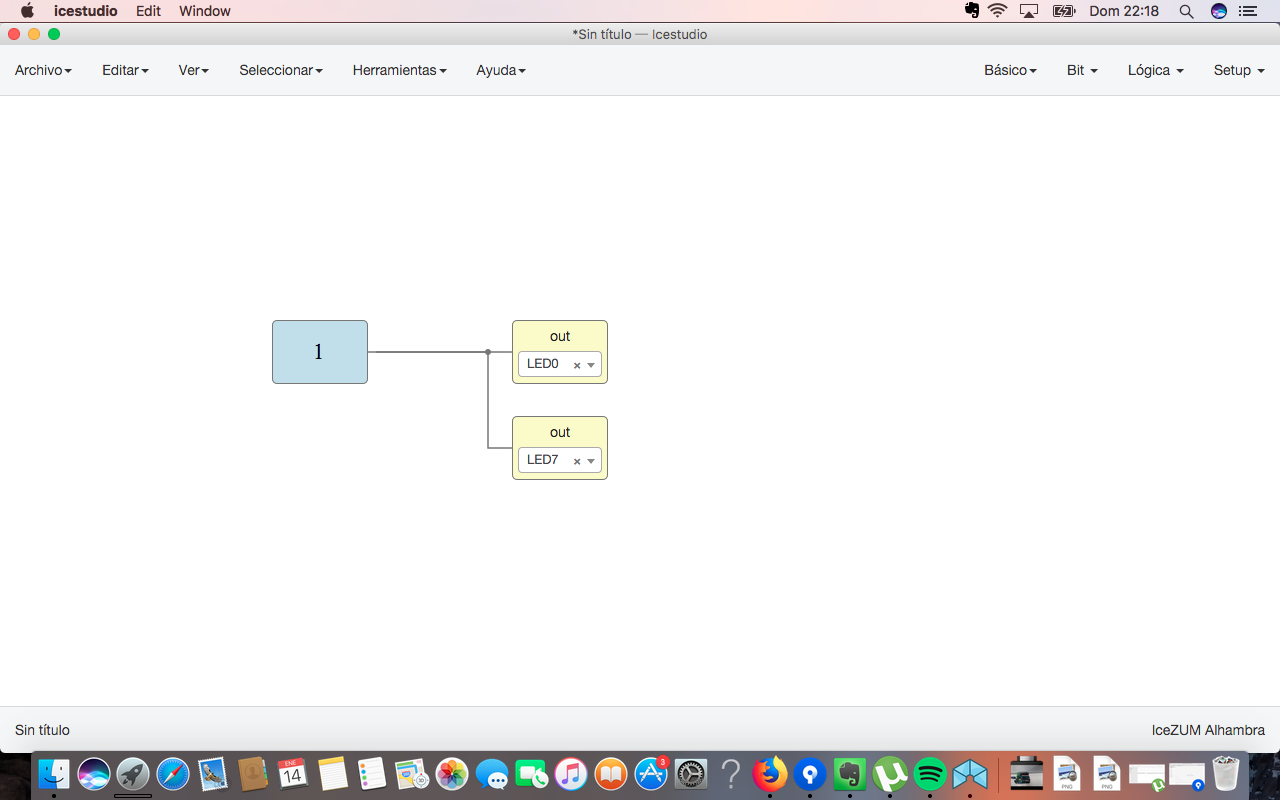 icestudio Edit Window Dom 22:18
*Sin título — Icestudio
Archivo Editar Ver Seleccionar Herramientas Ayuda Básico Bit Lógica Setup
1
out
LED0
out
LED7
Sin título IceZUM Alhambra
ENE
14
3
PNG
PNG